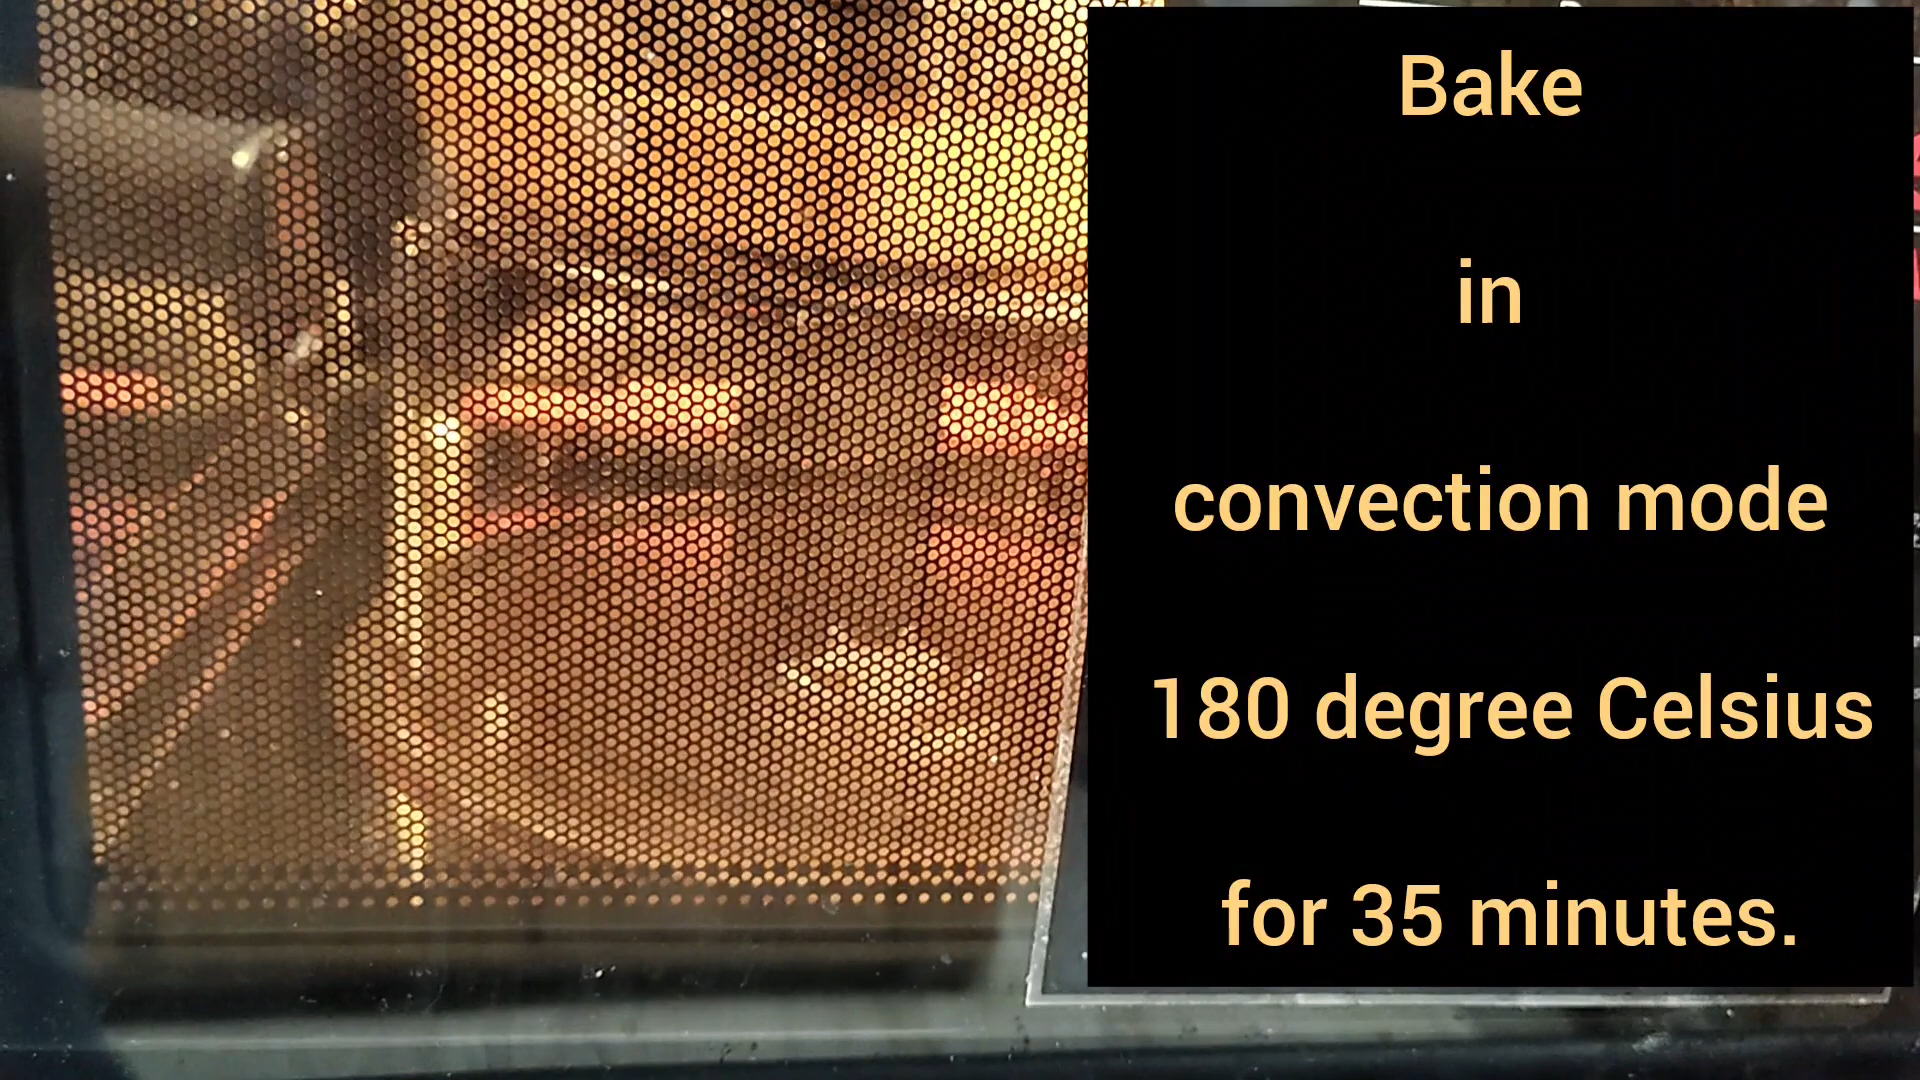 Bake
in
convection mode
180 degree Celsius
for 35 minutes.